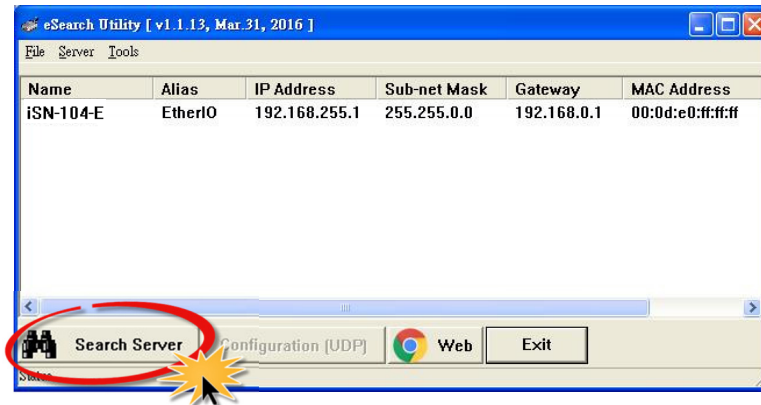 eSearch Utility [ v1.1.13, Mar.31, 2016 ]
File Server Tools
Name Alias IP Address Sub-net Mask Gateway MAC Address
iSN-104-E EtherIO 192.168.255.1 255.255.0.0 192.168.0.1 00:0d:e0:ff:ff:ff
Search Server Configuration (UDP) Web Exit
Status